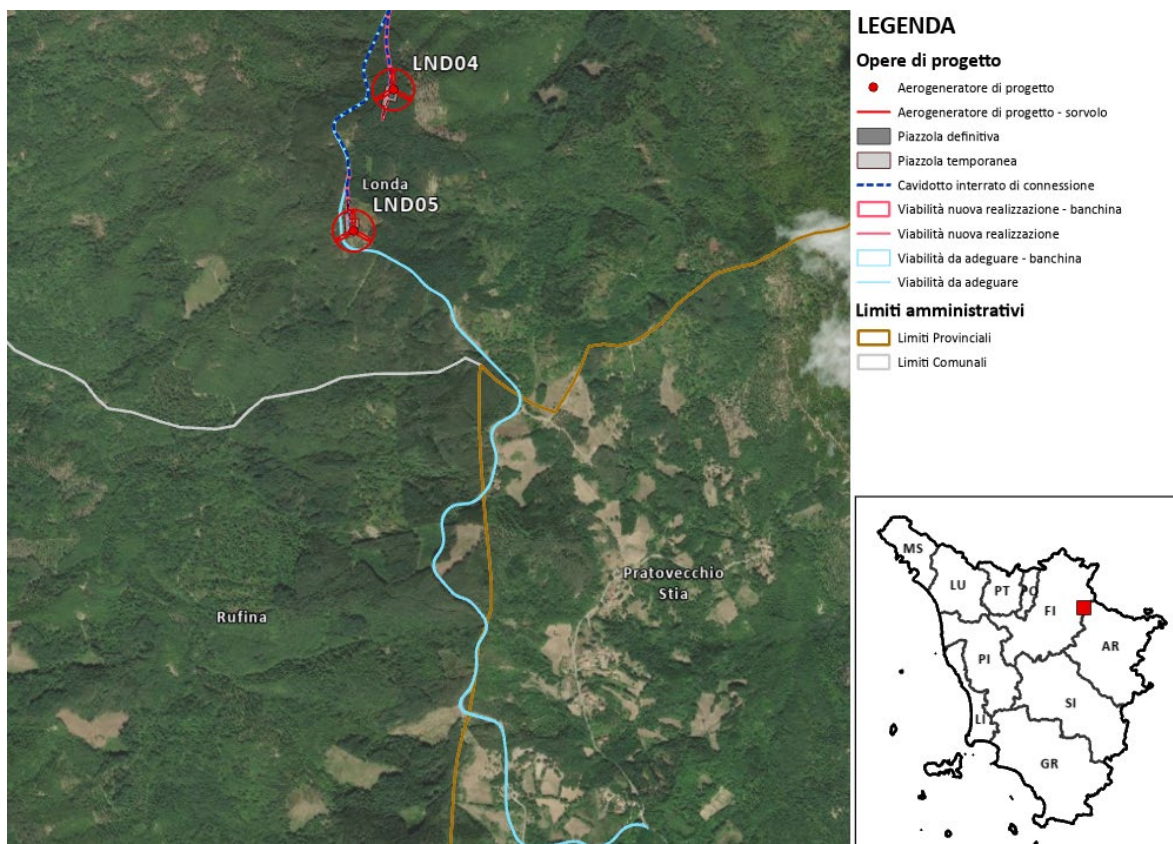 LND04
Londa
LND05
Pratovecchio
Stia
Rufina
LEGENDA
Opere di progetto
Aerogeneratore di progetto
Aerogeneratore di progetto - sorvolo
Piazzola definitiva
Piazzola temporanea
Cavidotto interrato di connessione
Viabilità nuova realizzazione - banchina
Viabilità nuova realizzazione
Viabilità da adeguare - banchina
Viabilità da adeguare
Limiti amministrativi
Limiti Provinciali
Limiti Comunali
MS
LU
PT
PO
FI
AR
PI
SI
LI
GR